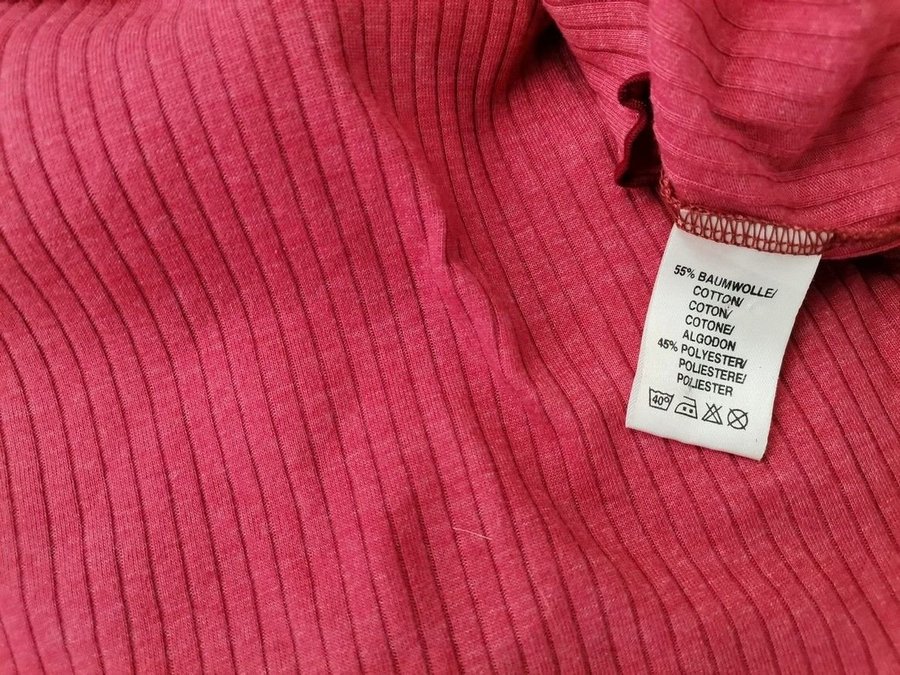 55% BAUMWOLLE/
COTTON/
COTON/
COTONE/
ALGODON
45% POLYESTER/
POLIESTERE/
POLIESTER
40°